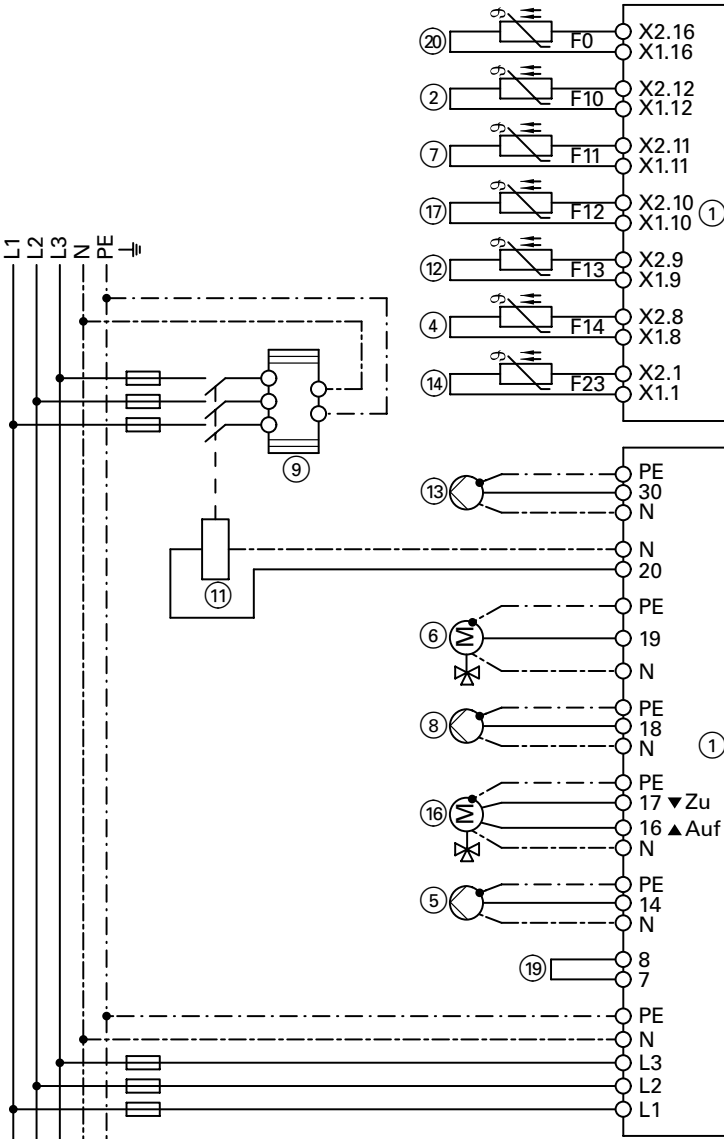 20 ϑ F0 X2.16
X1.16
2 ϑ F10 X2.12
X1.12
7 ϑ F11 X2.11
X1.11
17 ϑ F12 X2.10
X1.10 1
12 ϑ F13 X2.9
X1.9
4 ϑ F14 X2.8
X1.8
14 ϑ F23 X2.1
X1.1
L1 L2 L3 N PE
9
11
13 PE
30
N
N
20
6 M PE
19
N
8 PE
18
N
1
16 M PE
17 ▼ Zu
16 ▲ Auf
N
5 PE
14
N
19 8
7
PE
N
L3
L2
L1